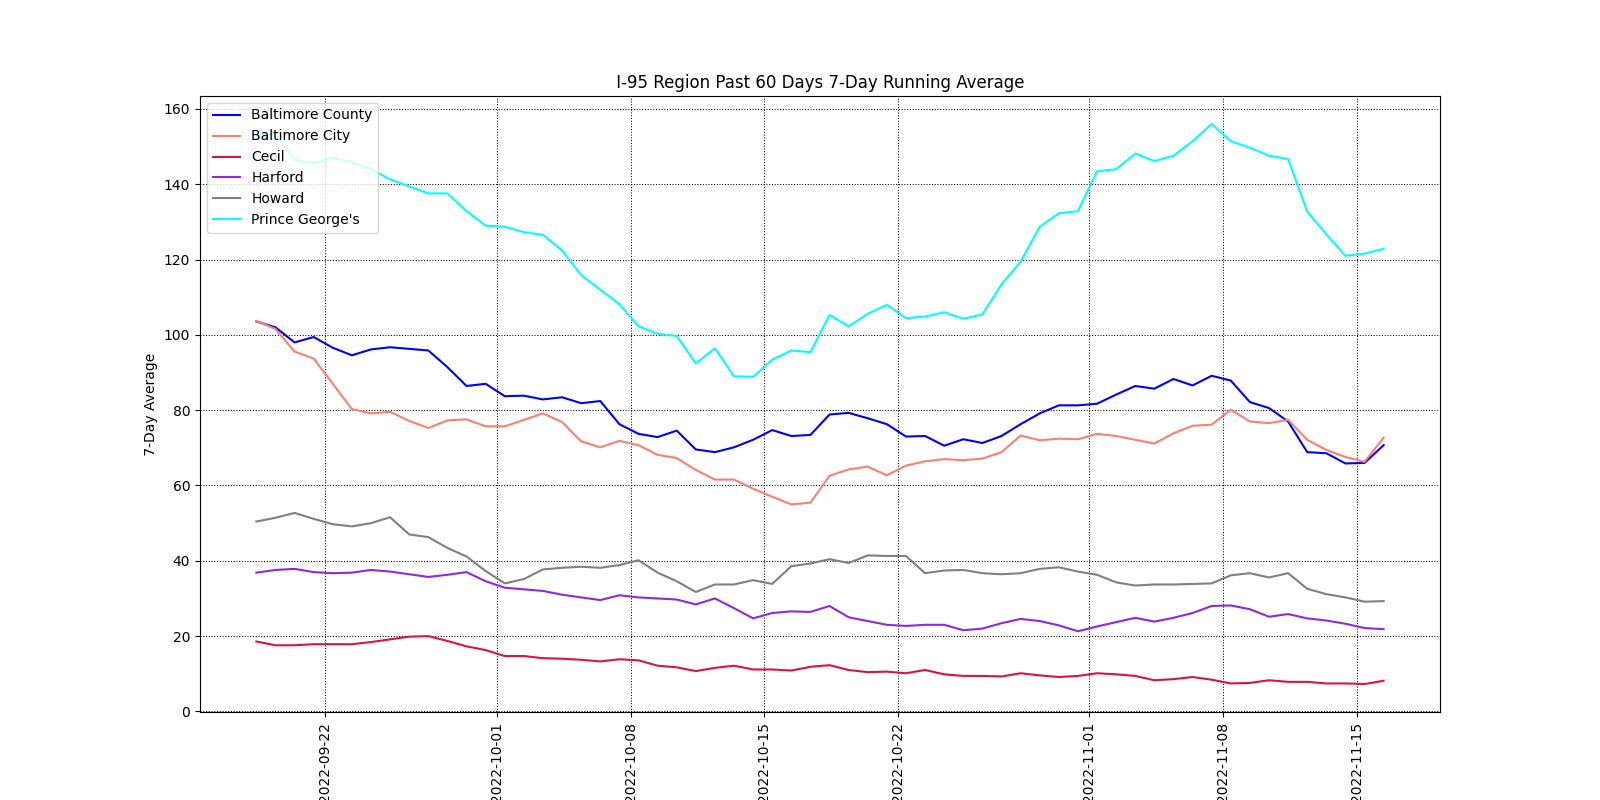 I-95 Region Past 60 Days 7-Day Running Average
160
140
120
100
80
60
40
20
0
7-Day Average
Baltimore County
Baltimore City
Cecil
Harford
Howard
Prince George's
2022-09-22
2022-10-01
2022-10-08
2022-10-15
2022-10-22
2022-11-01
2022-11-08
2022-11-15